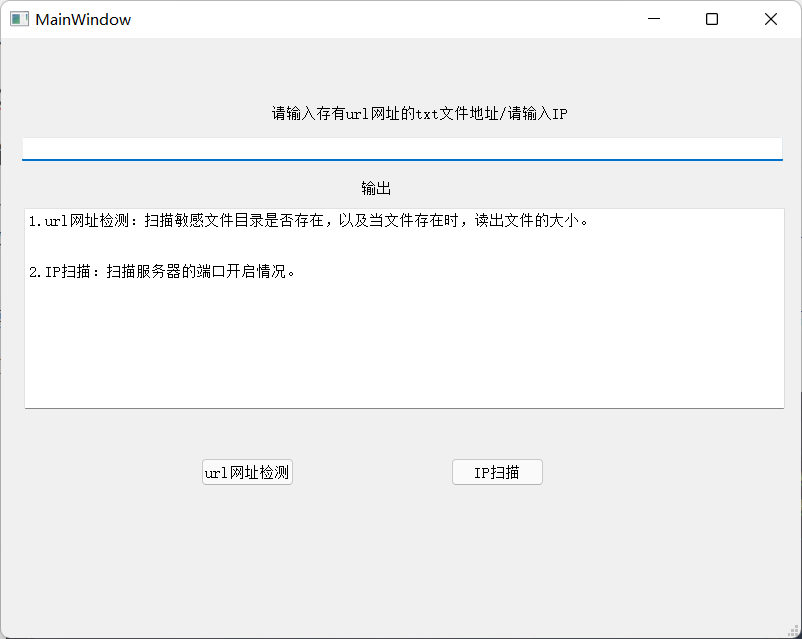 MainWindow
请输入存有url网址的txt文件地址/请输入IP
输出
1.url网址检测：扫描敏感文件目录是否存在，以及当文件存在时，读出文件的大小。
2.IP扫描：扫描服务器的端口开启情况。
url网址检测
IP扫描